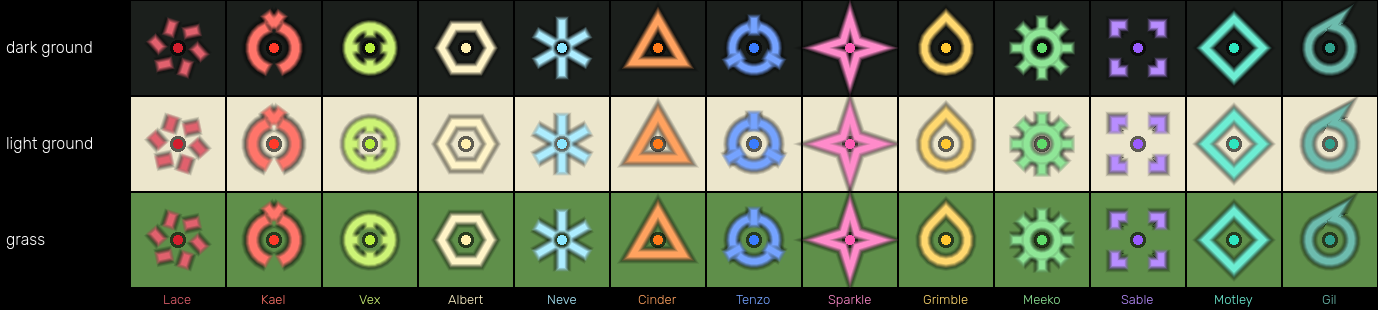 dark ground
light ground
grass
Lace Kael Vex Albert Neve Cinder Tenzo Sparkle Grimble Meeko Sable Motley Gil